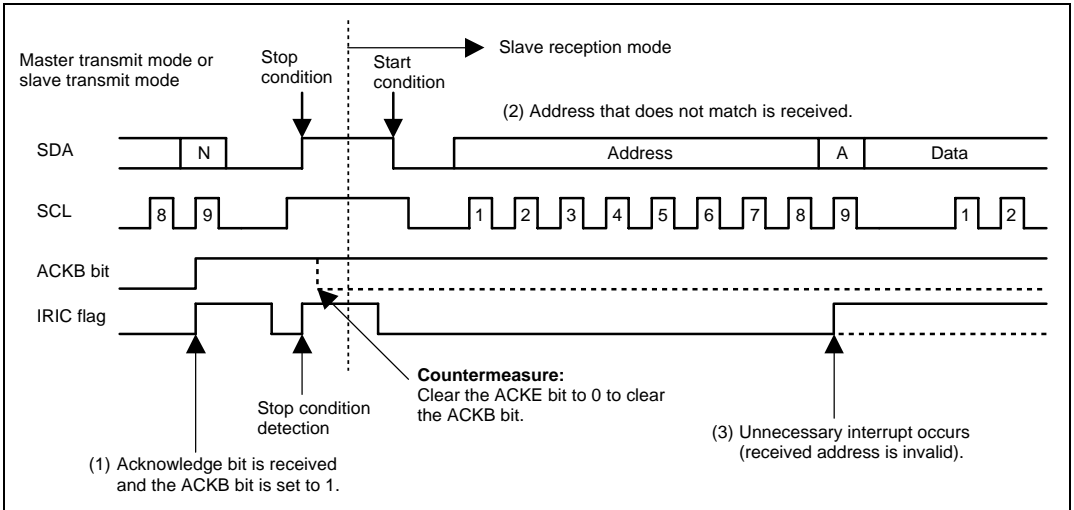 Master transmit mode or
slave transmit mode
Stop
condition
Start
condition
Slave reception mode
(2) Address that does not match is received.
SDA
N
Address
A
Data
SCL
8
9
1
2
3
4
5
6
7
8
9
1
2
ACKB bit
IRIC flag
Countermeasure:
Clear the ACKE bit to 0 to clear
the ACKB bit.
Stop condition
detection
(3) Unnecessary interrupt occurs
(received address is invalid).
(1) Acknowledge bit is received
and the ACKB bit is set to 1.